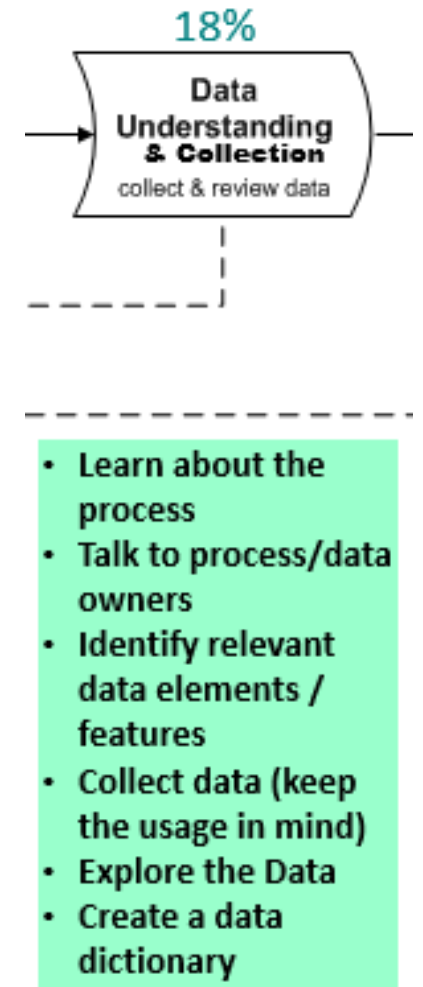 18%
Data
Understanding
& Collection
collect & review data
• Learn about the
process
• Talk to process/data
owners
• Identify relevant
data elements /
features
• Collect data (keep
the usage in mind)
• Explore the Data
• Create a data
dictionary